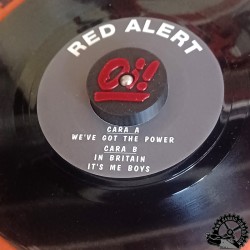 RED ALERT
Oi!
CARA A
WE'VE GOT THE POWER
CARA B
IN BRITAIN
IT'S ME BOYS